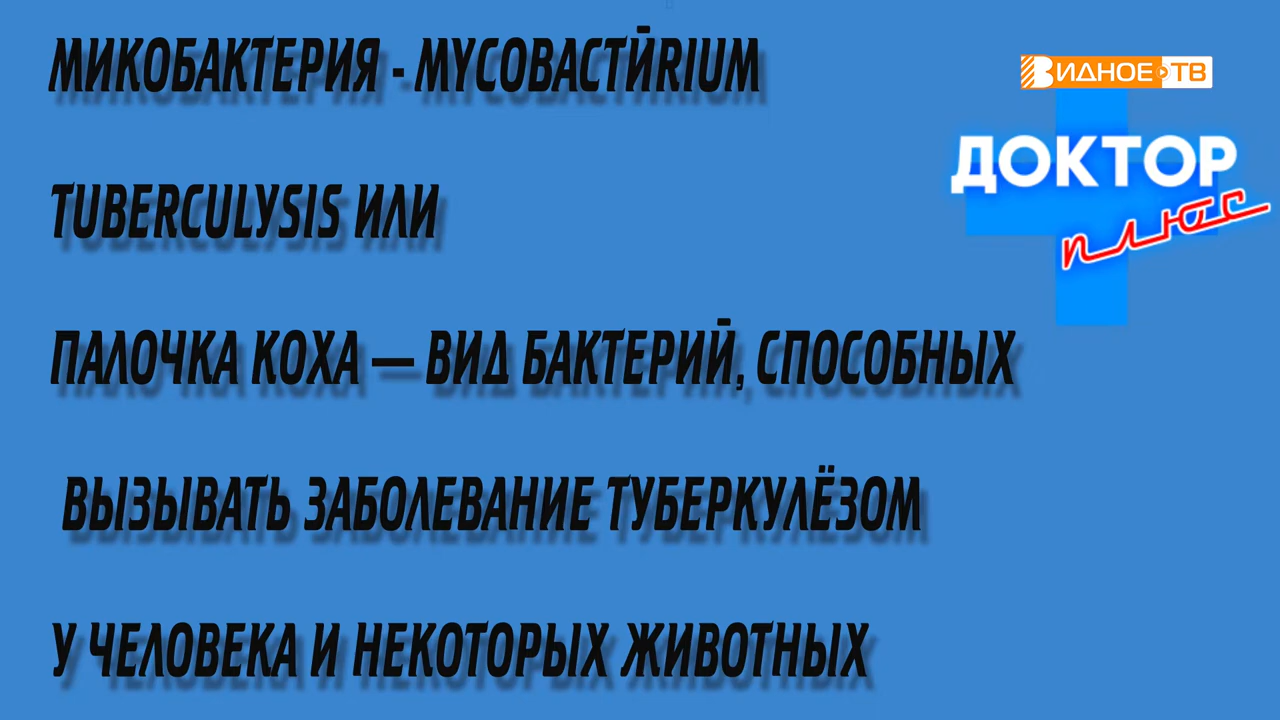 МИКОБАКТЕРИЯ - MYCOBACTЙRIUM
ВИДНОЕ ТВ
ДОКТОР
плюс
TUBERCULYSIS ИЛИ
ПАЛОЧКА КОХА — ВИД БАКТЕРИЙ, СПОСОБНЫХ
ВЫЗЫВАТЬ ЗАБОЛЕВАНИЕ ТУБЕРКУЛЁЗОМ
У ЧЕЛОВЕКА И НЕКОТОРЫХ ЖИВОТНЫХ